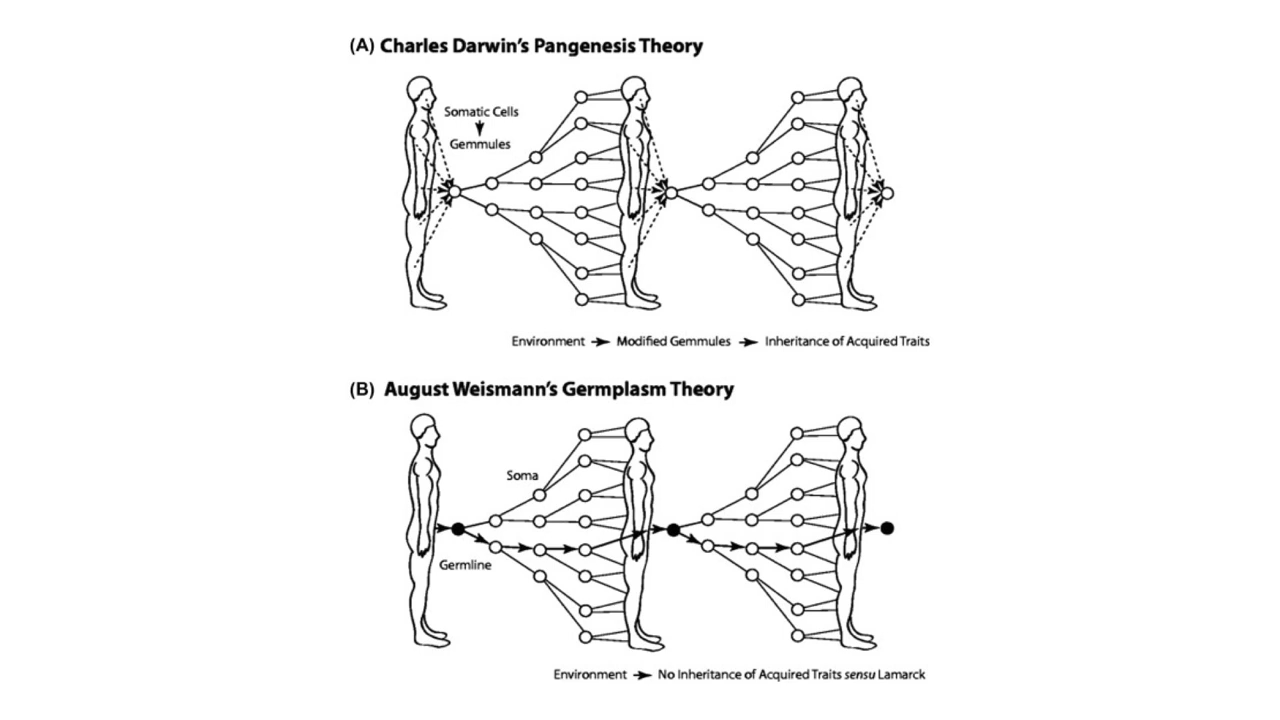 (A) Charles Darwin's Pangenesis Theory
Somatic Cells
Gemmules
Environment → Modified Gemmules → Inheritance of Acquired Traits
(B) August Weismann's Germplasm Theory
Soma
Germline
Environment → No Inheritance of Acquired Traits sensu Lamarck